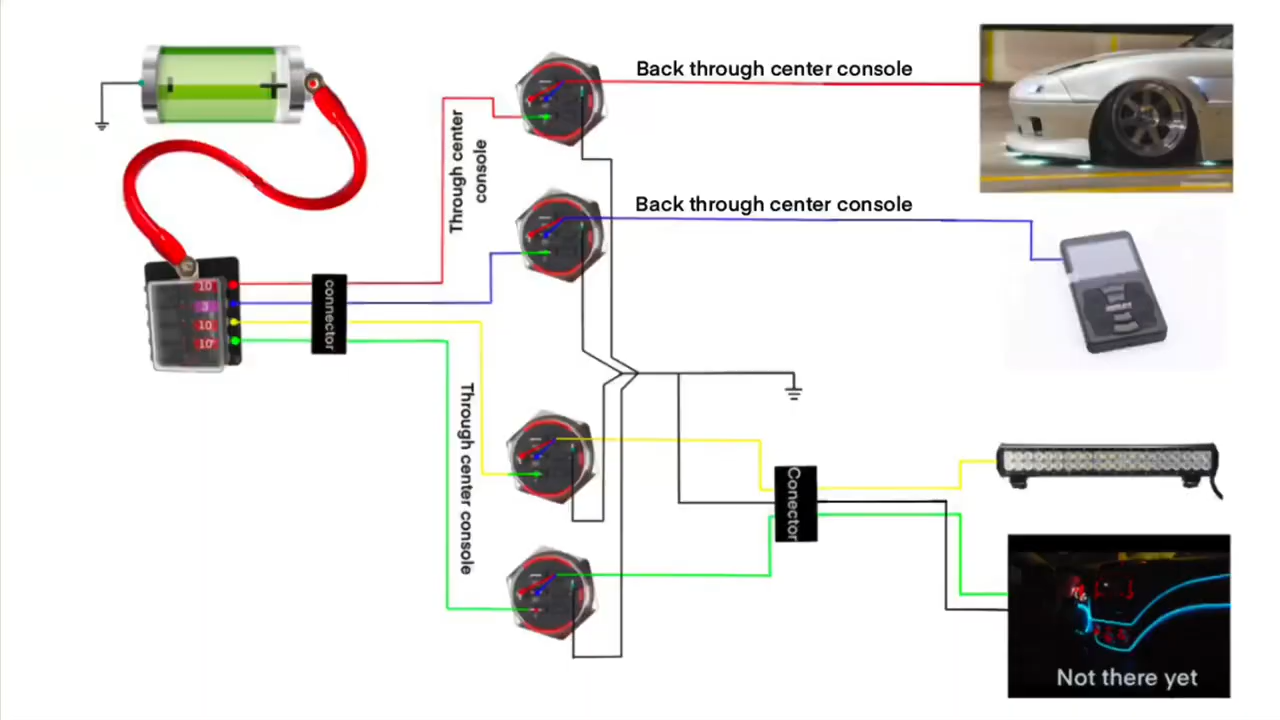 Back through center console
Through center
console
Back through center console
10
3
10
10
connector
Through center console
Conector
Not there yet